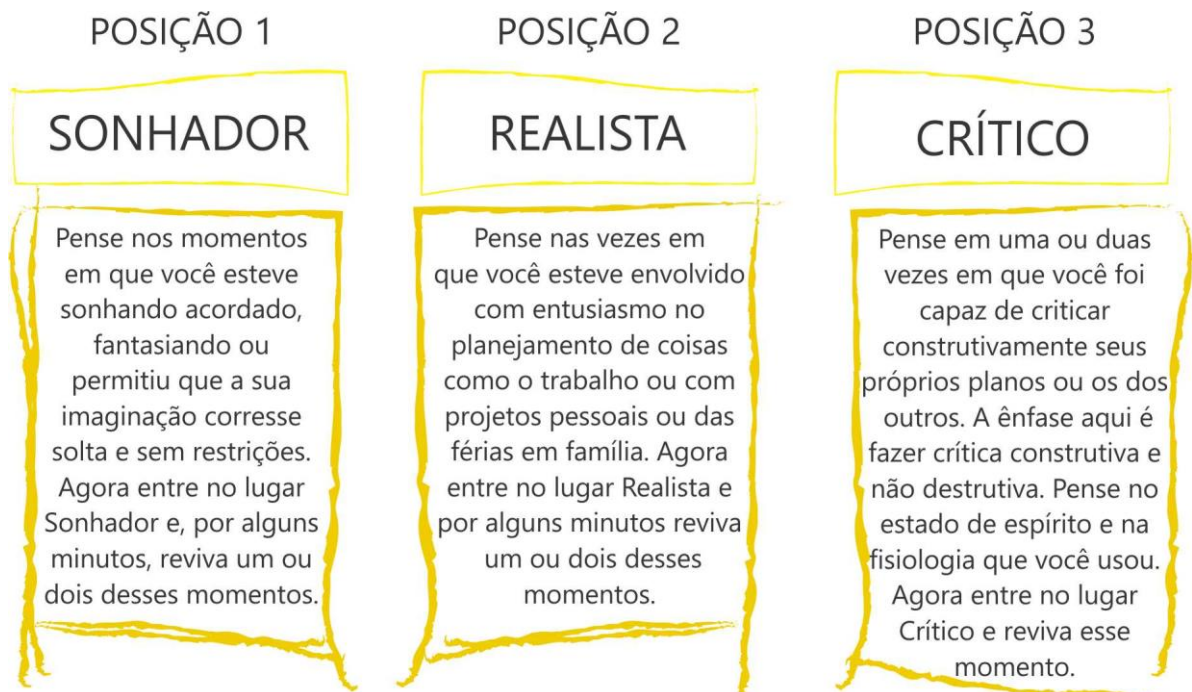 POSIÇÃO 1
SONHADOR
Pense nos momentos
em que você esteve
sonhando acordado,
fantasiando ou
permitiu que a sua
imaginação corresse
solta e sem restrições.
Agora entre no lugar
Sonhador e, por alguns
minutos, reviva um ou
dois desses momentos.
POSIÇÃO 2
REALISTA
Pense nas vezes em
que você esteve envolvido
com entusiasmo no
planejamento de coisas
como o trabalho ou com
projetos pessoais ou das
férias em família. Agora
entre no lugar Realista e
por alguns minutos reviva
um ou dois desses
momentos.
POSIÇÃO 3
CRÍTICO
Pense em uma ou duas
vezes em que você foi
capaz de criticar
construtivamente seus
próprios planos ou os dos
outros. A ênfase aqui é
fazer crítica construtiva e
não destrutiva. Pense no
estado de espírito e na
fisiologia que você usou.
Agora entre no lugar
Crítico e reviva esse
momento.